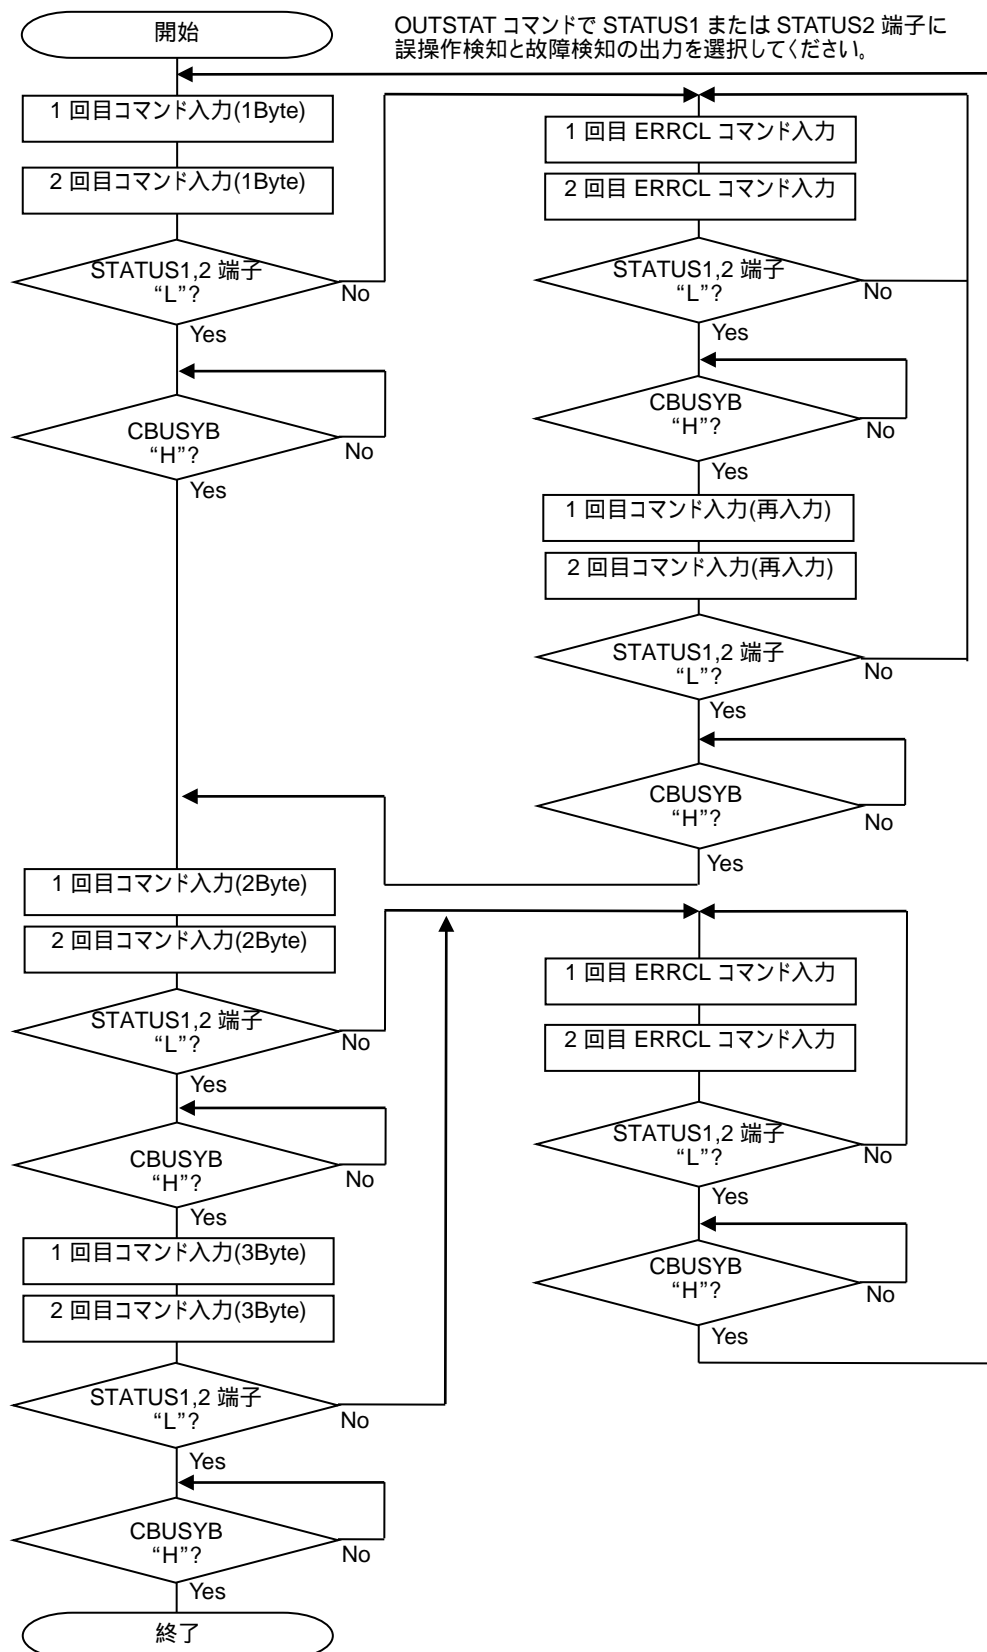 開始
OUTSTAT コマンドで STATUS1 または STATUS2 端子に
誤操作検知と故障検知の出力を選択してください。
1 回目コマンド入力(1Byte)
2 回目コマンド入力(1Byte)
STATUS1,2 端子
“L”?
No
Yes
CBUSYB
“H”?
No
Yes
1 回目 ERRCL コマンド入力
2 回目 ERRCL コマンド入力
STATUS1,2 端子
“L”?
No
Yes
CBUSYB
“H”?
No
Yes
1 回目コマンド入力(再入力)
2 回目コマンド入力(再入力)
STATUS1,2 端子
“L”?
No
Yes
CBUSYB
“H”?
No
Yes
1 回目コマンド入力(2Byte)
2 回目コマンド入力(2Byte)
STATUS1,2 端子
“L”?
No
Yes
CBUSYB
“H”?
No
Yes
1 回目コマンド入力(3Byte)
2 回目コマンド入力(3Byte)
STATUS1,2 端子
“L”?
No
Yes
CBUSYB
“H”?
No
Yes
終了
1 回目 ERRCL コマンド入力
2 回目 ERRCL コマンド入力
STATUS1,2 端子
“L”?
No
Yes
CBUSYB
“H”?
No
Yes